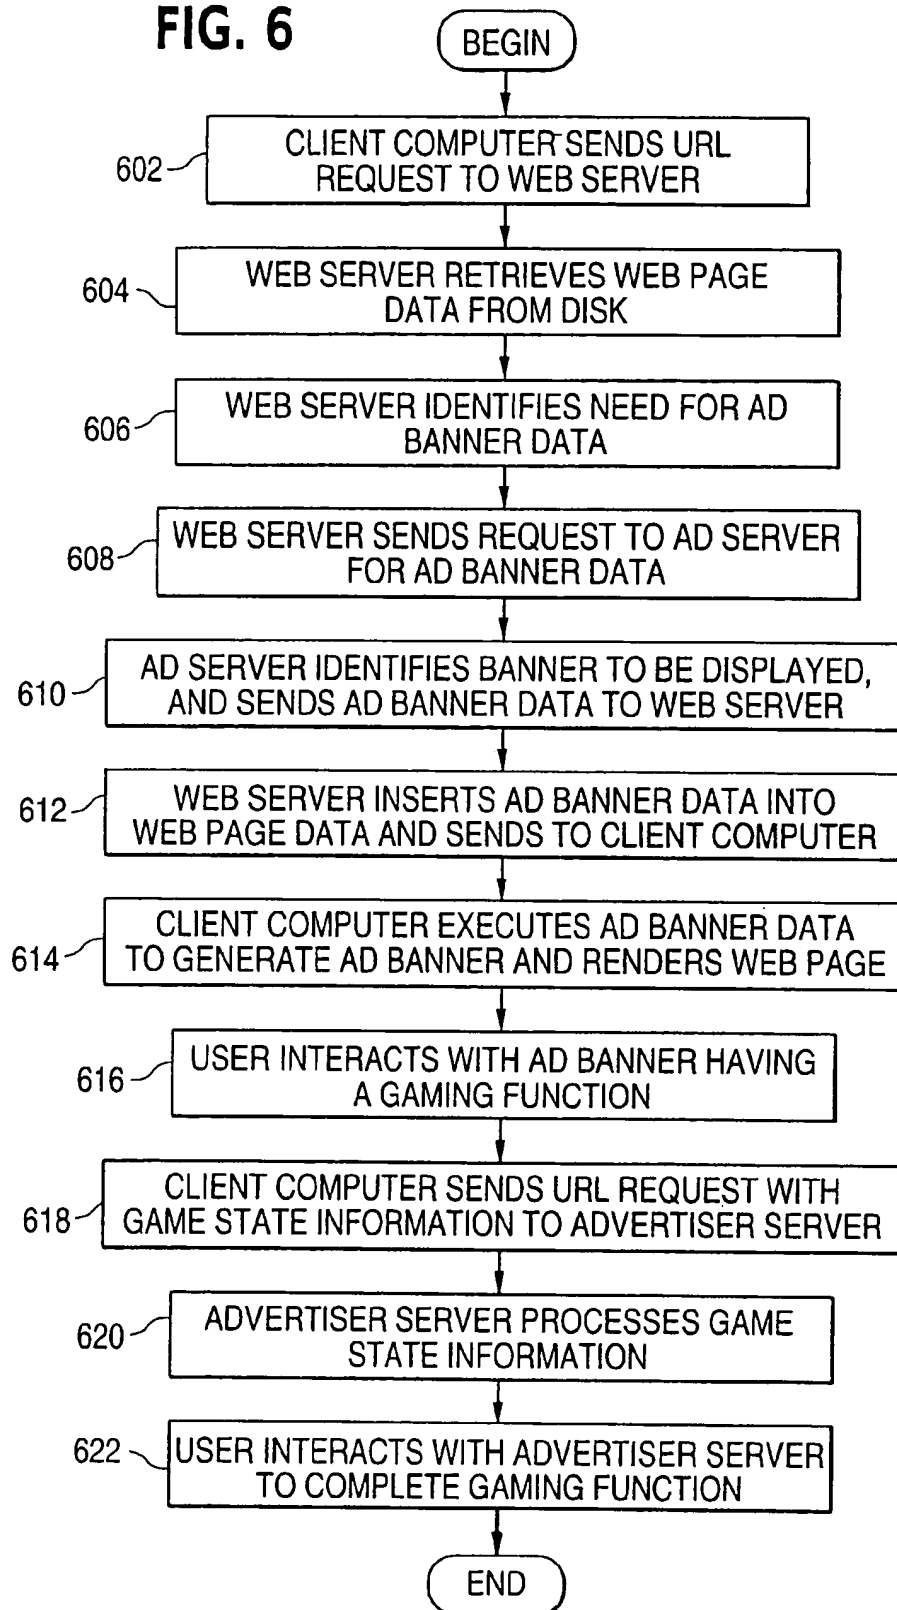 FIG. 6
BEGIN
602
CLIENT COMPUTER SENDS URL
REQUEST TO WEB SERVER
604
WEB SERVER RETRIEVES WEB PAGE
DATA FROM DISK
606
WEB SERVER IDENTIFIES NEED FOR AD
BANNER DATA
608
WEB SERVER SENDS REQUEST TO AD SERVER
FOR AD BANNER DATA
610
AD SERVER IDENTIFIES BANNER TO BE DISPLAYED,
AND SENDS AD BANNER DATA TO WEB SERVER
612
WEB SERVER INSERTS AD BANNER DATA INTO
WEB PAGE DATA AND SENDS TO CLIENT COMPUTER
614
CLIENT COMPUTER EXECUTES AD BANNER DATA
TO GENERATE AD BANNER AND RENDERS WEB PAGE
616
USER INTERACTS WITH AD BANNER HAVING
A GAMING FUNCTION
618
CLIENT COMPUTER SENDS URL REQUEST WITH
GAME STATE INFORMATION TO ADVERTISER SERVER
620
ADVERTISER SERVER PROCESSES GAME
STATE INFORMATION
622
USER INTERACTS WITH ADVERTISER SERVER
TO COMPLETE GAMING FUNCTION
END